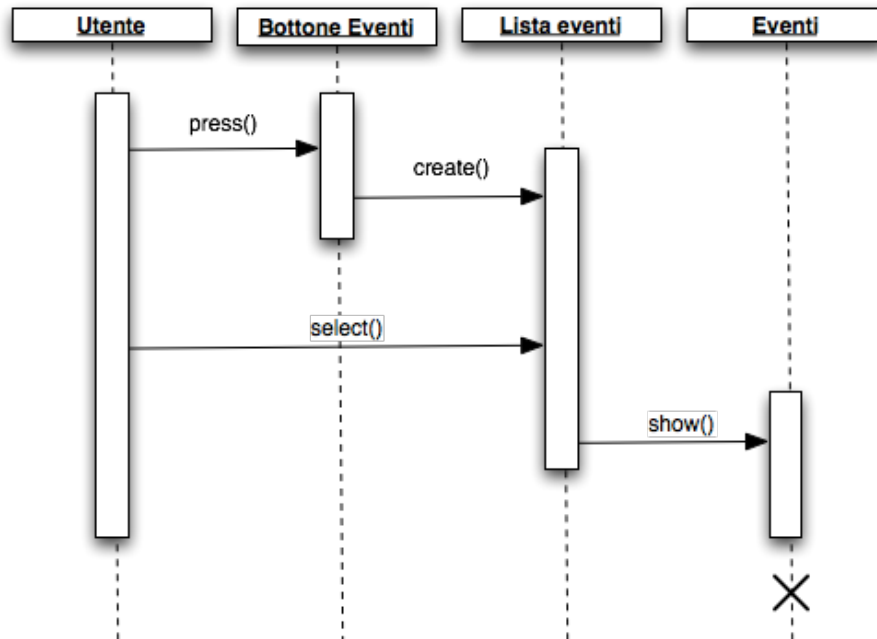 Utente
Bottone Eventi
Lista eventi
Eventi
press()
create()
select()
show()